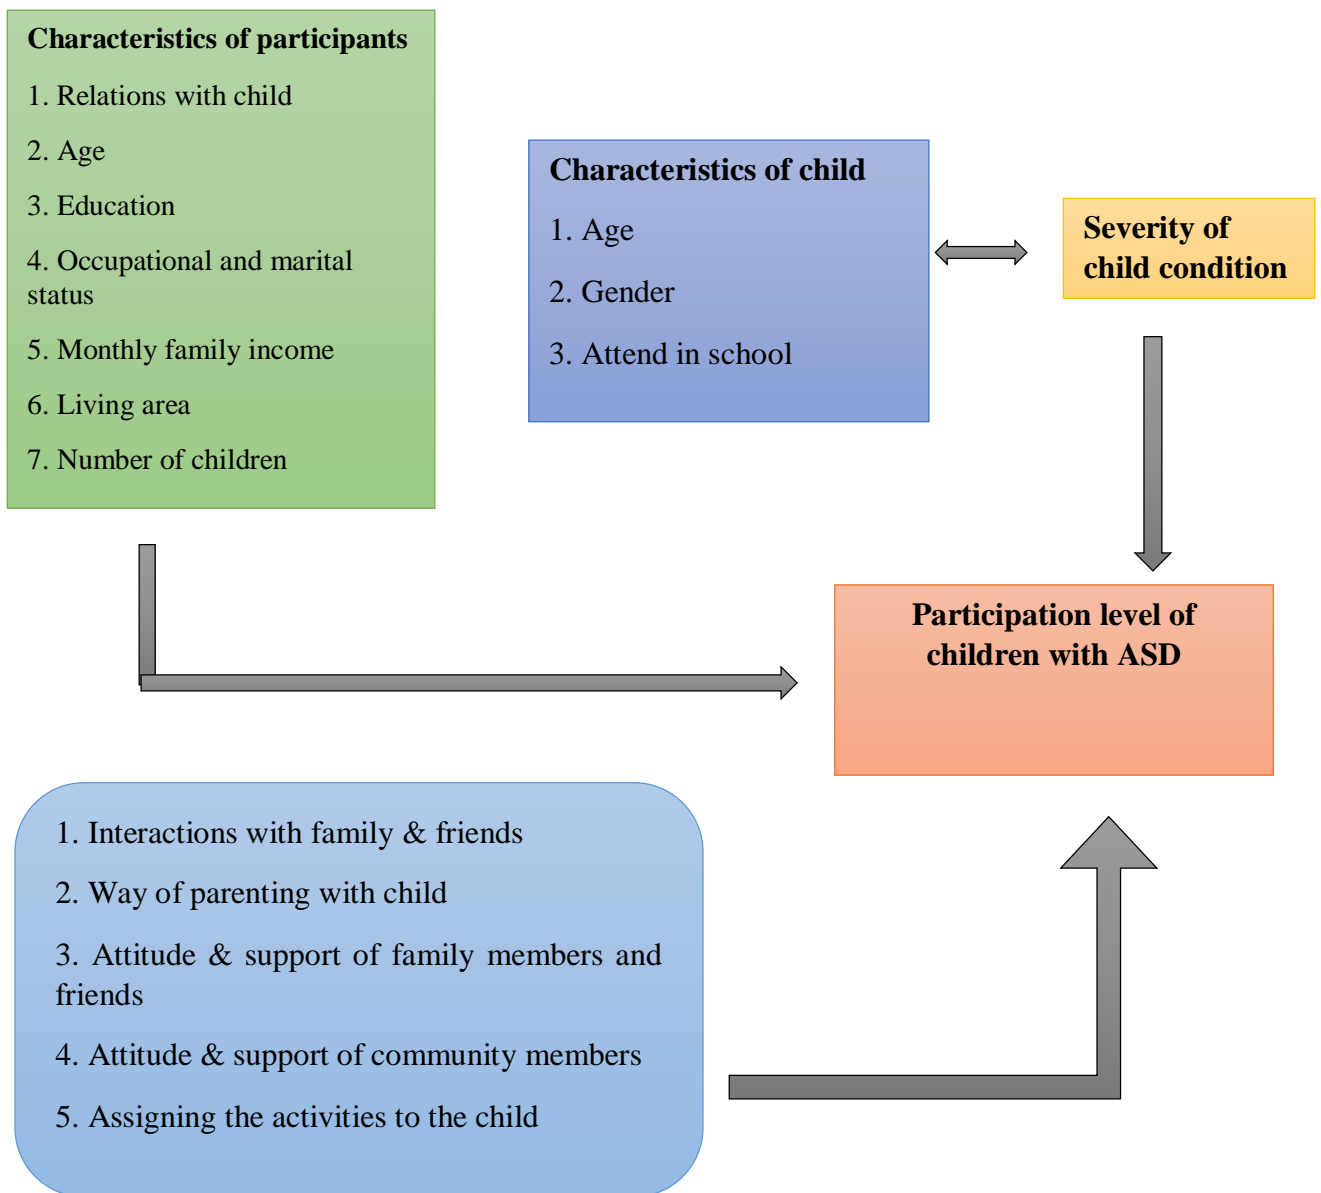 Characteristics of participants
1. Relations with child
2. Age
3. Education
4. Occupational and marital
status
5. Monthly family income
6. Living area
7. Number of children
Characteristics of child
1. Age
2. Gender
3. Attend in school
Severity of
child condition
Participation level of
children with ASD
1. Interactions with family & friends
2. Way of parenting with child
3. Attitude & support of family members and
friends
4. Attitude & support of community members
5. Assigning the activities to the child